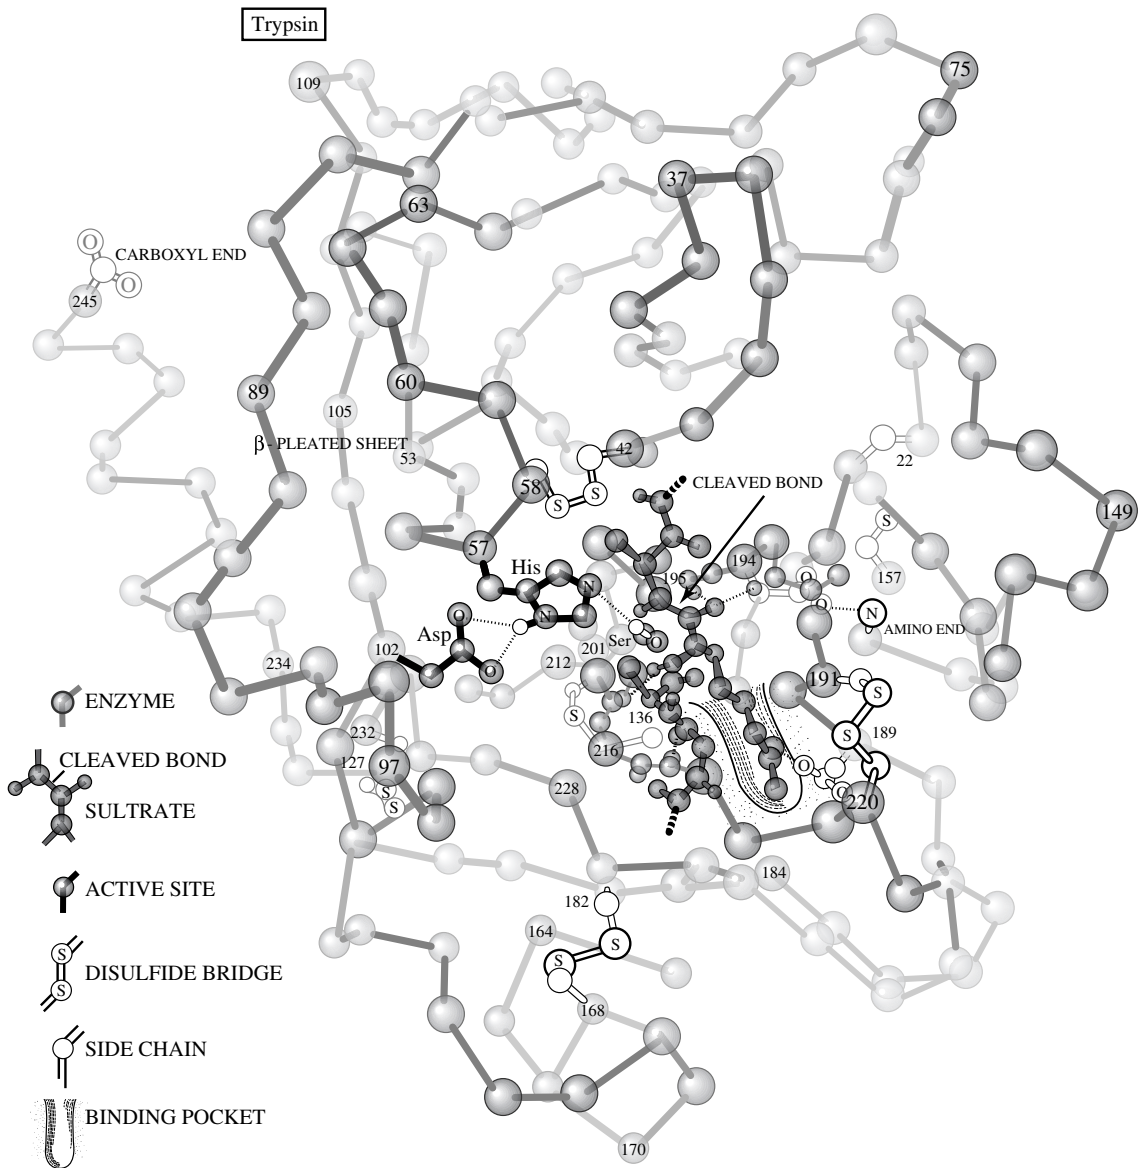 Trypsin
75
109
37
63
CARBOXYL END
O
O
245
60
89
105
β- PLEATED SHEET
42
53
22
58
S
S
CLEAVED BOND
149
S
57
His
195
194
157
N
O
O
N
O
N
AMINO END
Asp
Ser
O
102
O
201
212
234
191
S
ENZYME
S
136
232
S
189
216
CLEAVED BOND
127
97
O
228
S
O
220
S
SULTRATE
184
ACTIVE SITE
182
164
S
S
S
DISULFIDE BRIDGE
S
168
SIDE CHAIN
BINDING POCKET
170